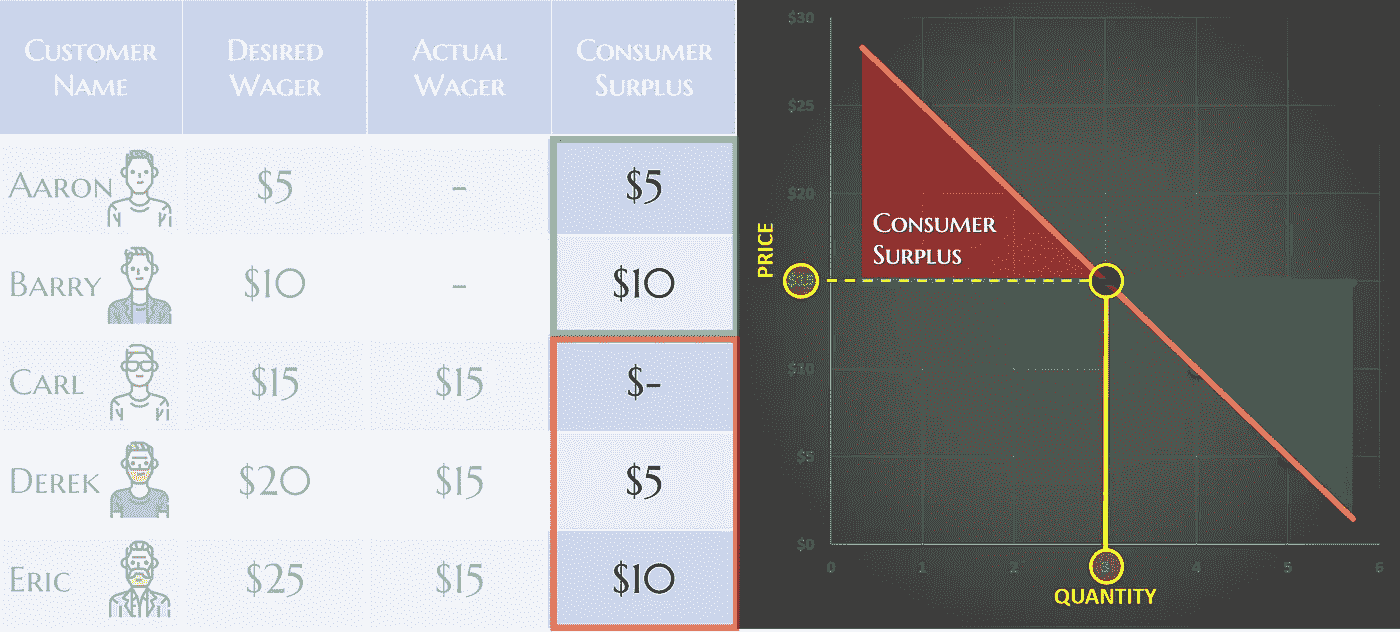 Customer Name
Desired Wager
Actual Wager
Consumer Surplus
Aaron $5 - $5
Barry $10 - $10
Carl $15 $15 $-
Derek $20 $15 $5
Eric $25 $15 $10
$30
$25
$20
Consumer
Surplus
PRICE
$15
$10
$5
$0
0 1 2 3 4 5 6
QUANTITY